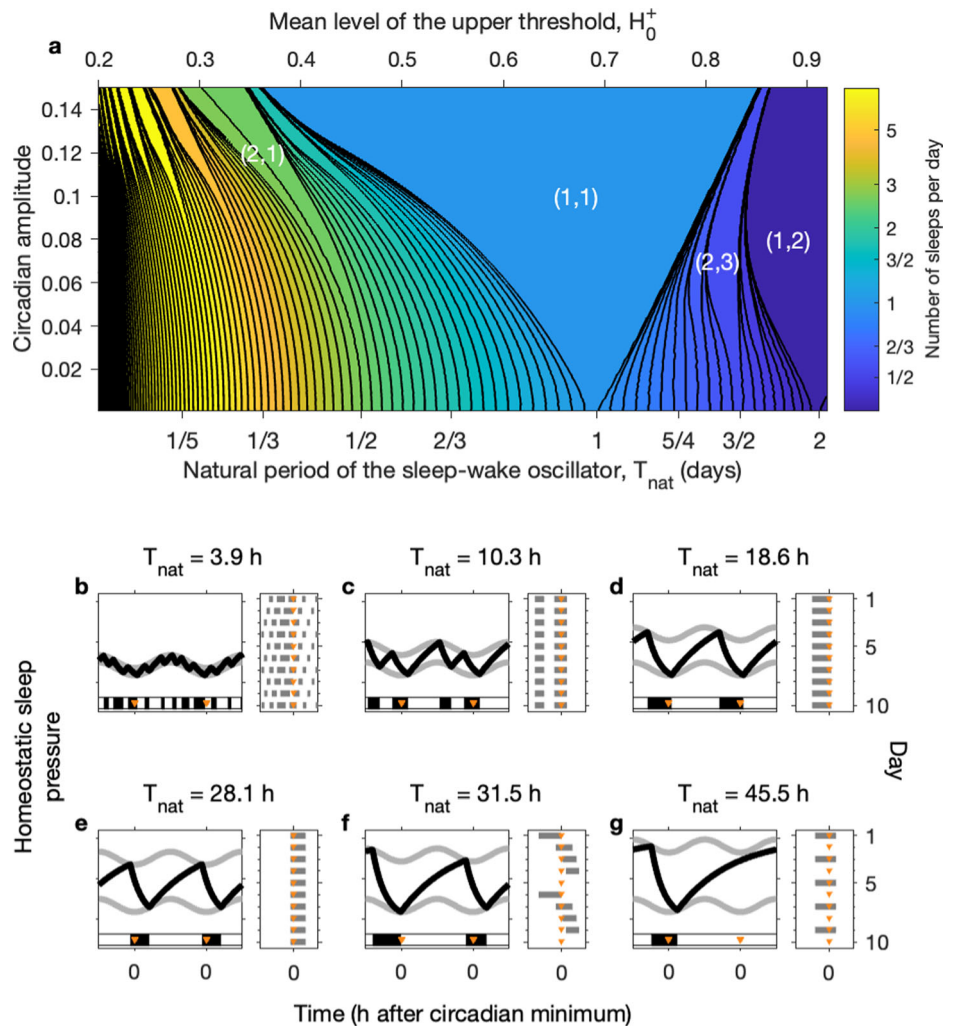 Mean level of the upper threshold, H₀⁺
a
0.2 0.3 0.4 0.5 0.6 0.7 0.8 0.9
Circadian amplitude
0.14
0.12
0.1
0.08
0.06
0.04
0.02
(2,1)
(1,1)
(2,3)
(1,2)
5
3
2
3/2
1
2/3
1/2
Number of sleeps per day
1/5 1/3 1/2 2/3 1 5/4 3/2 2
Natural period of the sleep-wake oscillator, Tnat (days)
Tnat = 3.9 h
b
Tnat = 10.3 h
c
Tnat = 18.6 h
d
1
5
10
Tnat = 28.1 h
e
0 0 0
Tnat = 31.5 h
f
0 0 0
Tnat = 45.5 h
g
0 0 0
1
5
10
Homeostatic sleep
pressure
Day
Time (h after circadian minimum)